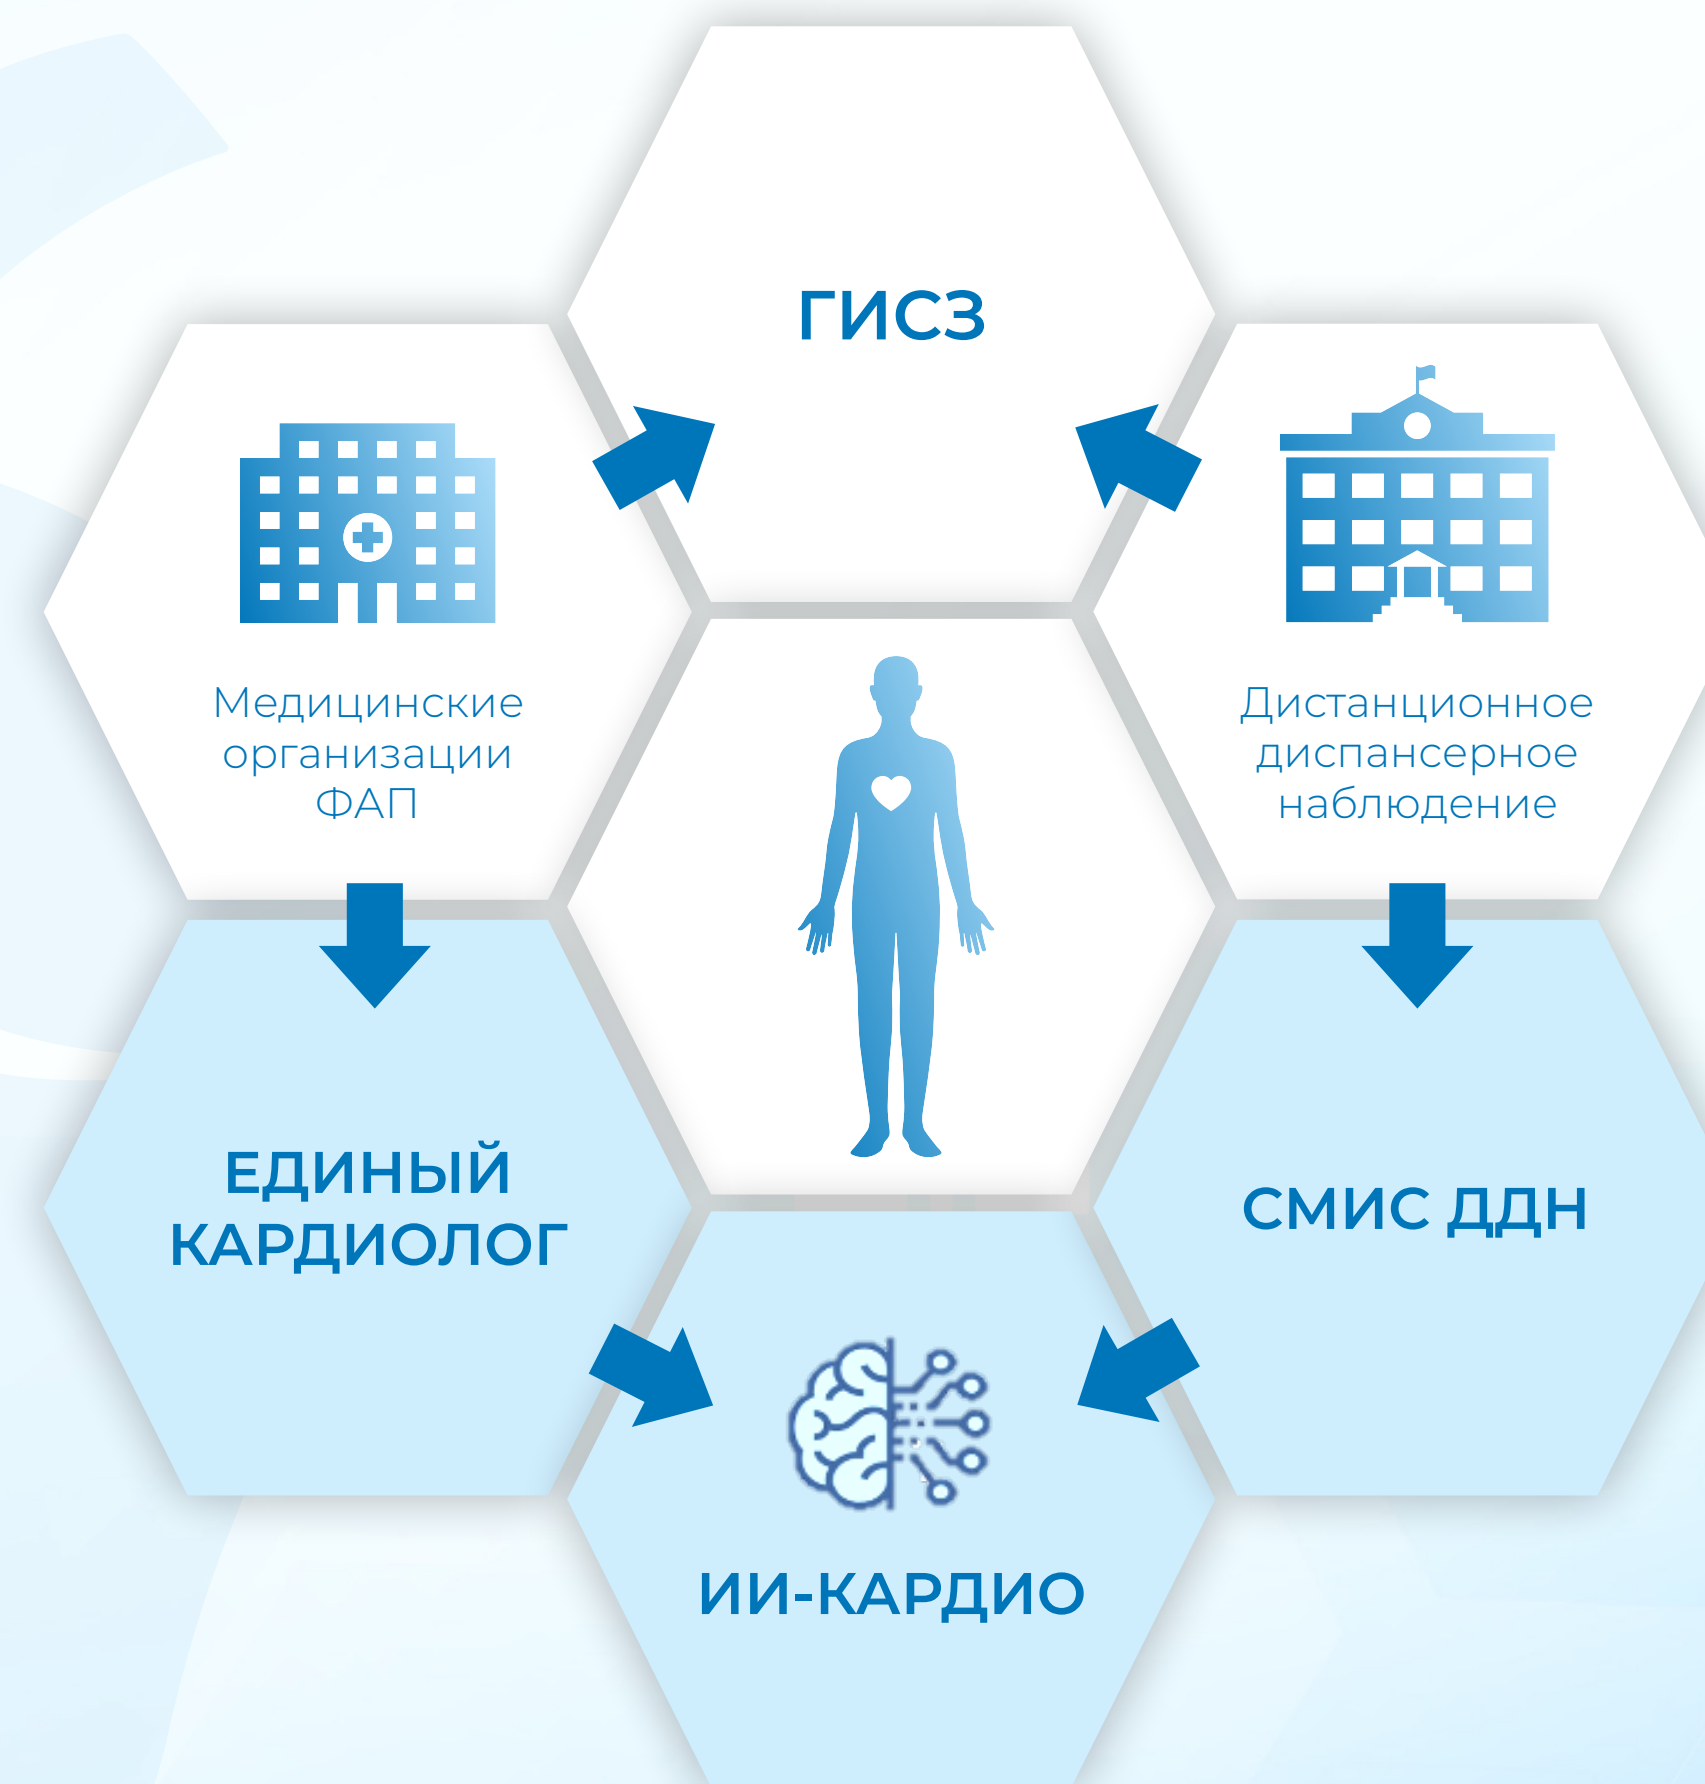 ГИСЗ
Медицинские
организации
ФАП
Дистанционное
диспансерное
наблюдение
ЕДИНЫЙ
КАРДИОЛОГ
СМИС ДДН
ИИ-КАРДИО